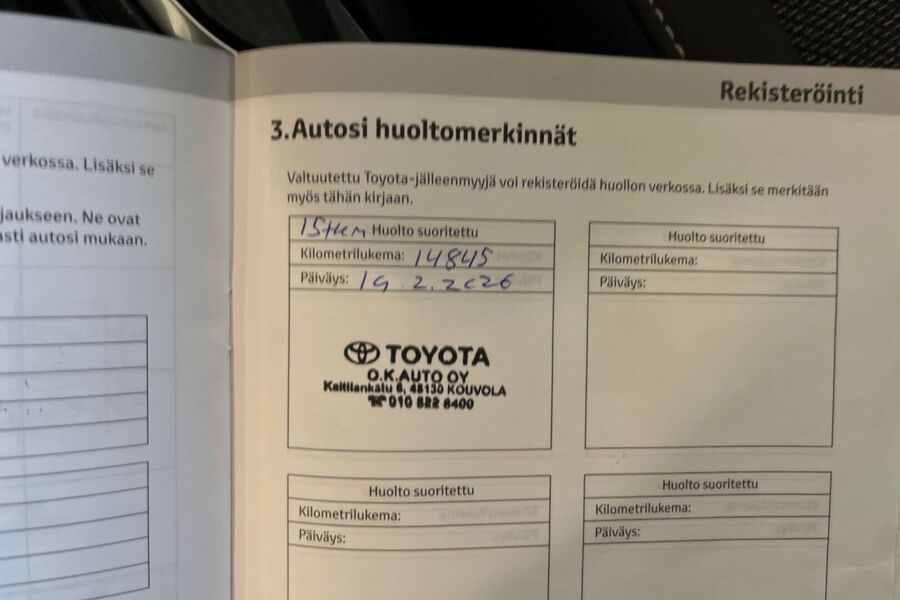 verkossa. Lisäksi se
jaukseen. Ne ovat
asti autosi mukaan.
Rekisteröinti
3.Autosi huoltomerkinnät
Valtuutettu Toyota-jälleenmyyjä voi rekisteröidä huollon verkossa. Lisäksi se merkitään
myös tähän kirjaan.
15tkm Huolto suoritettu
Kilometrilukema: 14845
Päiväys: 19.2.2026
TOYOTA
O.K.AUTO OY
Kaitilankatu 6, 45130 KOUVOLA
☎ 010 822 8400
Huolto suoritettu
Kilometrilukema:
Päiväys:
Huolto suoritettu
Kilometrilukema:
Päiväys:
Huolto suoritettu
Kilometrilukema:
Päiväys: